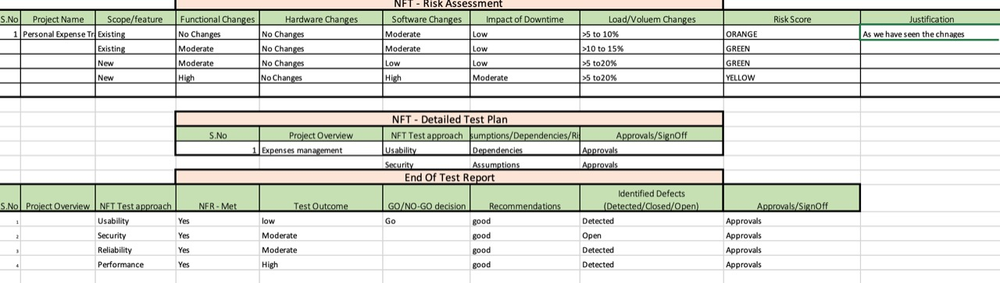 NFT - Risk Assessment
S.No Project Name Scope/feature Functional Changes Hardware Changes Software Changes Impact of Downtime Load/Voluem Changes Risk Score Justification
1 Personal Expense Tr Existing No Changes No Changes Moderate Low >5 to 10% ORANGE As we have seen the chnages
Existing Moderate No Changes Moderate Low >10 to 15% GREEN
New Moderate No Changes Low Low >5 to20% GREEN
New High No Changes High Moderate >5 to20% YELLOW
NFT - Detailed Test Plan
S.No Project Overview NFT Test approach sumptions/Dependencies/Ri Approvals/SignOff
1 Expenses management Usability Dependencies Approvals
Security Assumptions Approvals
End Of Test Report
Identified Defects
S.No Project Overview NFT Test approach NFR - Met Test Outcome GO/NO-GO decision Recommendations (Detected/Closed/Open) Approvals/SignOff
1 Usability Yes low Go good Detected Approvals
2 Security Yes Moderate good Open Approvals
3 Reliability Yes Moderate good Detected Approvals
4 Performance Yes High good Detected Approvals